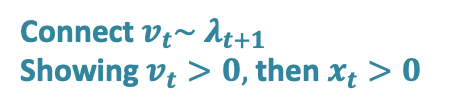 Connect 𝑣ₜ~ 𝜆ₜ₊₁
Showing 𝑣ₜ > 0, then 𝑥ₜ > 0